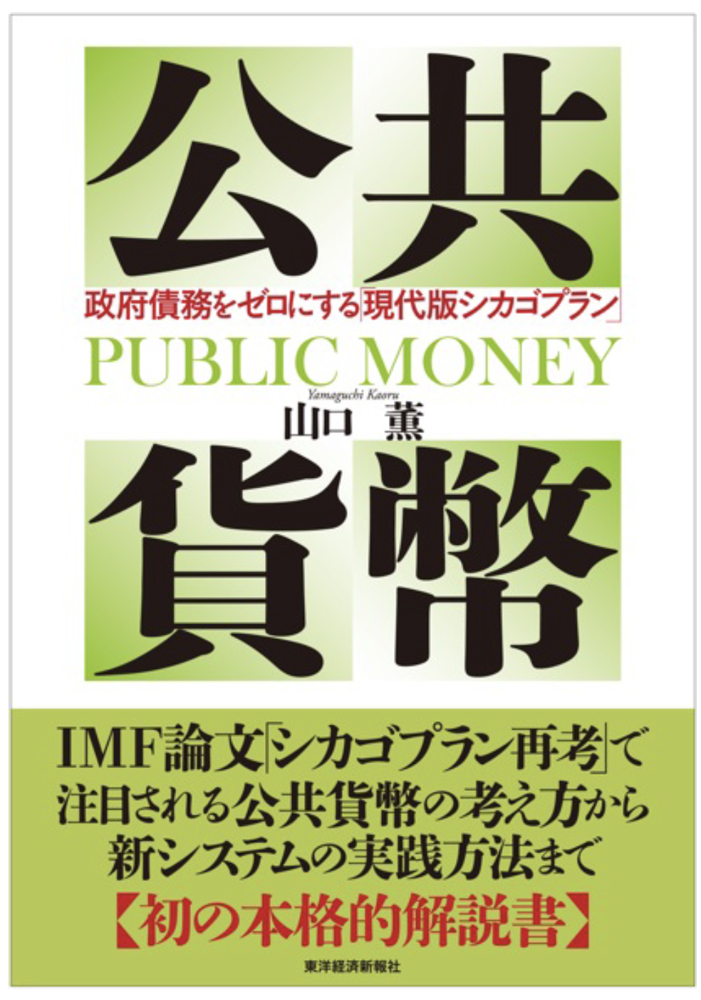 公共
政府債務をゼロにする「現代版シカゴプラン」
PUBLIC MONEY
Yamaguchi Kaoru
山口 薫
貨幣
IMF論文「シカゴプラン再考」で
注目される公共貨幣の考え方から
新システムの実践方法まで
【初の本格的解説書】
東洋経済新報社